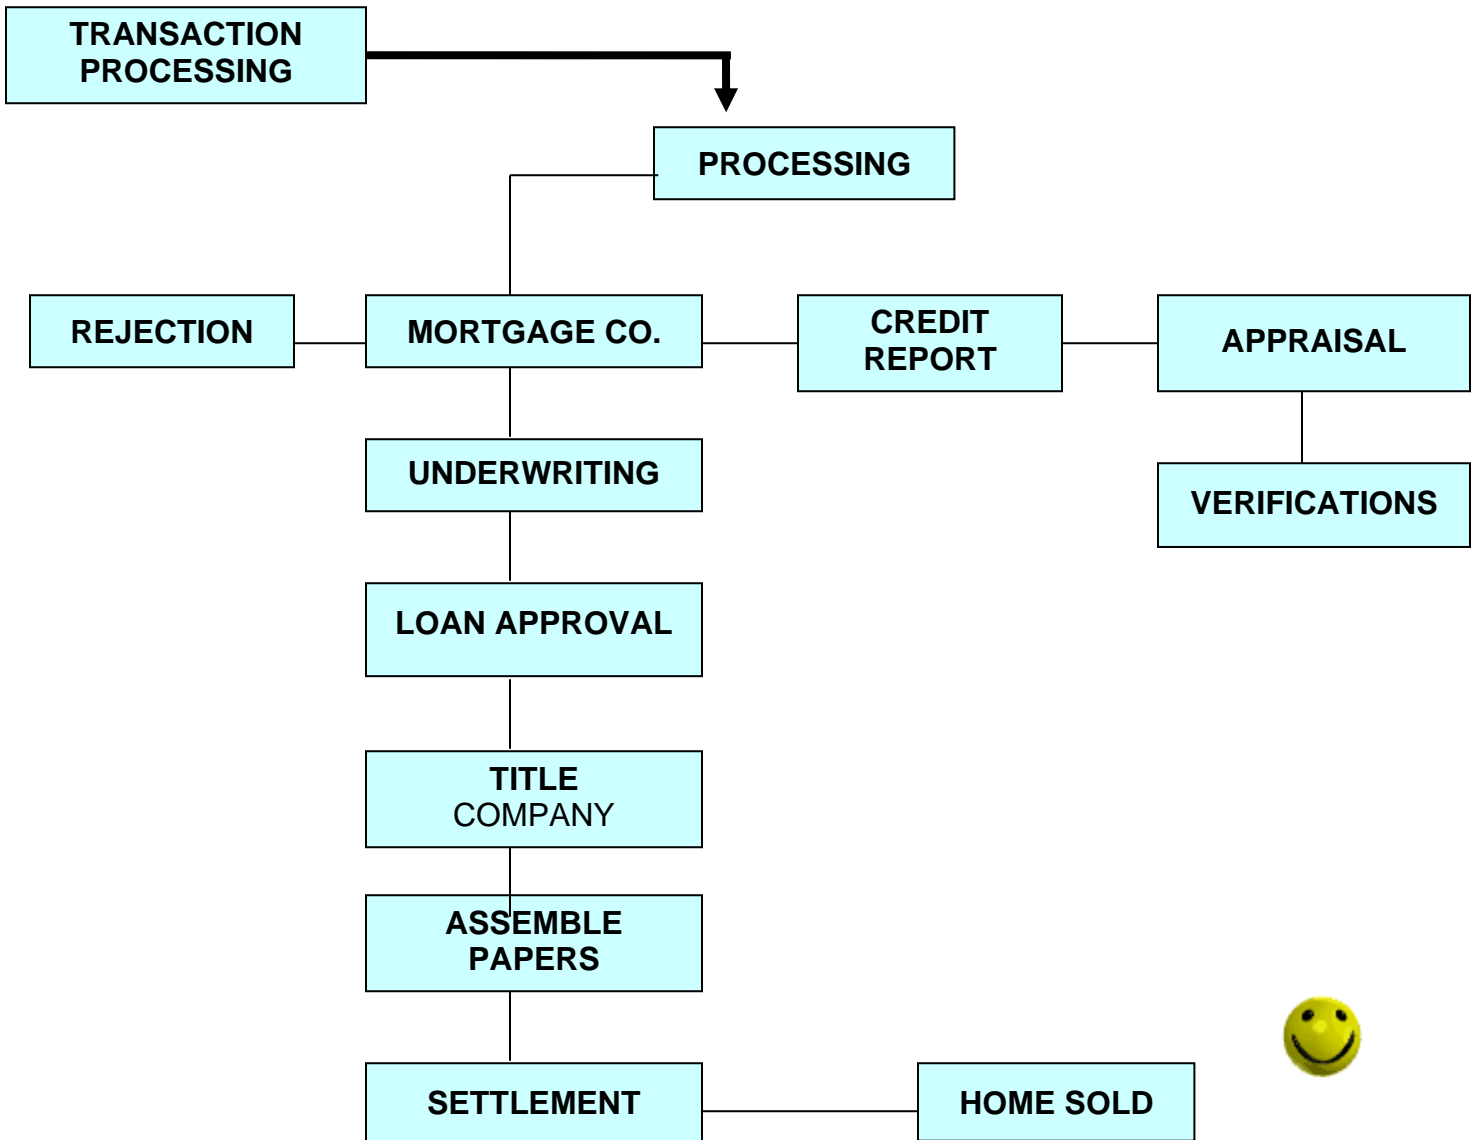 TRANSACTION
PROCESSING
PROCESSING
REJECTION
MORTGAGE CO.
CREDIT
REPORT
APPRAISAL
UNDERWRITING
VERIFICATIONS
LOAN APPROVAL
TITLE
COMPANY
ASSEMBLE
PAPERS
SETTLEMENT
HOME SOLD